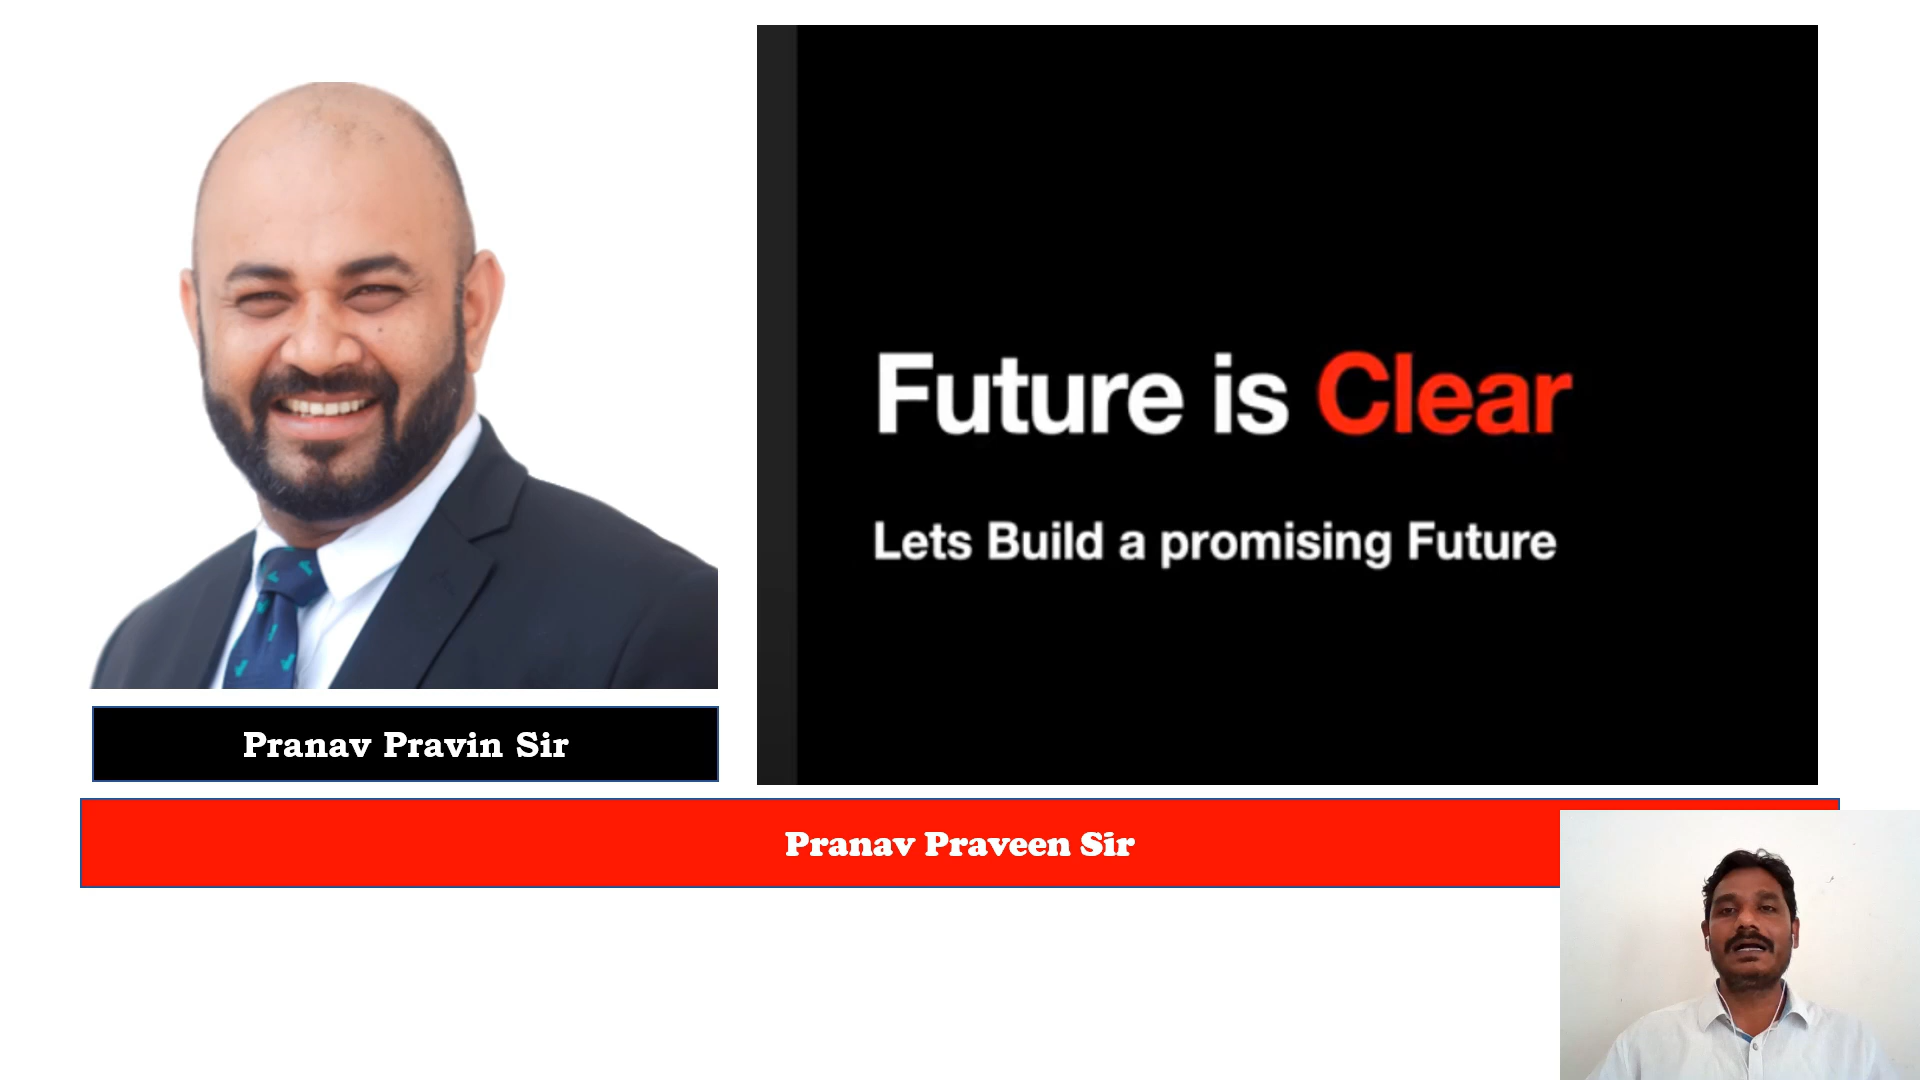 Future is Clear
Lets Build a promising Future
Pranav Pravin Sir
Pranav Praveen Sir